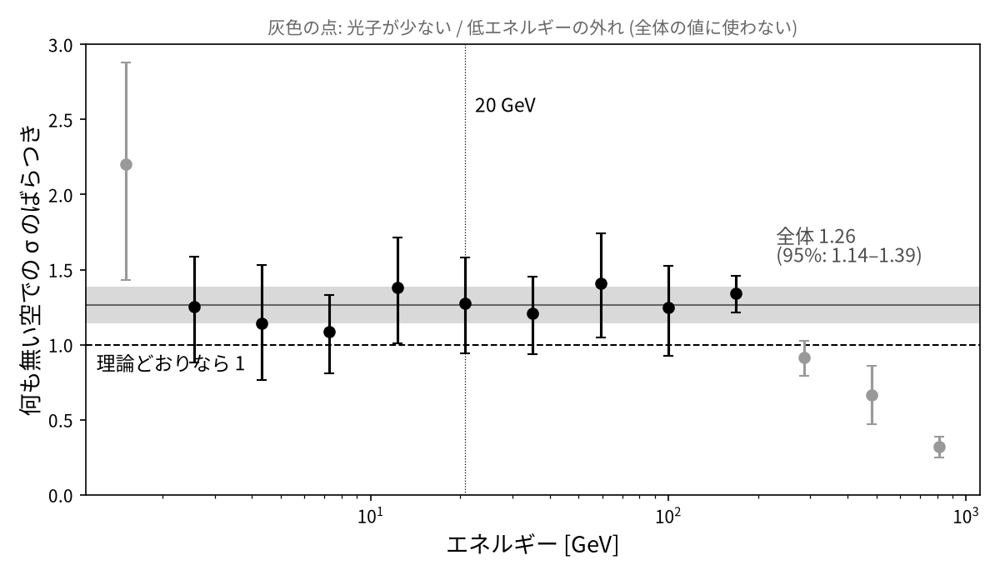 灰色の点: 光子が少ない / 低エネルギーの外れ (全体の値に使わない)
何も無い空での σ のばらつき
3.0
2.5
2.0
1.5
1.0
0.5
0.0
20 GeV
全体 1.26
(95%: 1.14–1.39)
理論どおりなら 1
10¹
10²
10³
エネルギー [GeV]